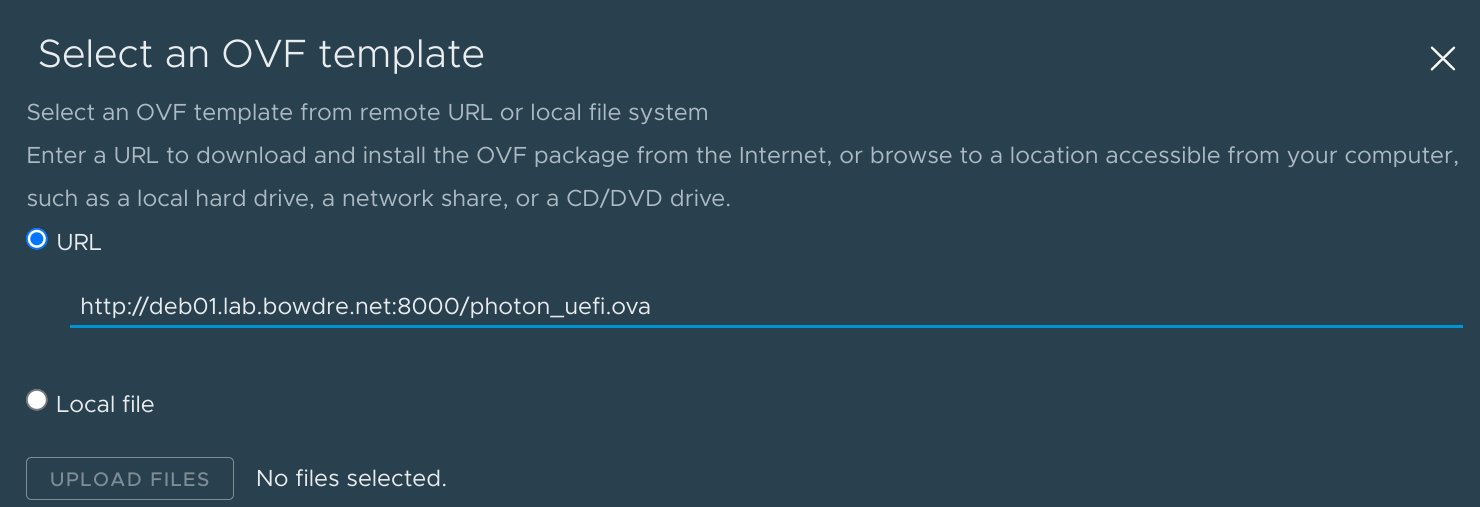 Select an OVF template
Select an OVF template from remote URL or local file system
Enter a URL to download and install the OVF package from the Internet, or browse to a location accessible from your computer,
such as a local hard drive, a network share, or a CD/DVD drive.
URL
http://deb01.lab.bowdre.net:8000/photon_uefi.ova
Local file
UPLOAD FILES No files selected.